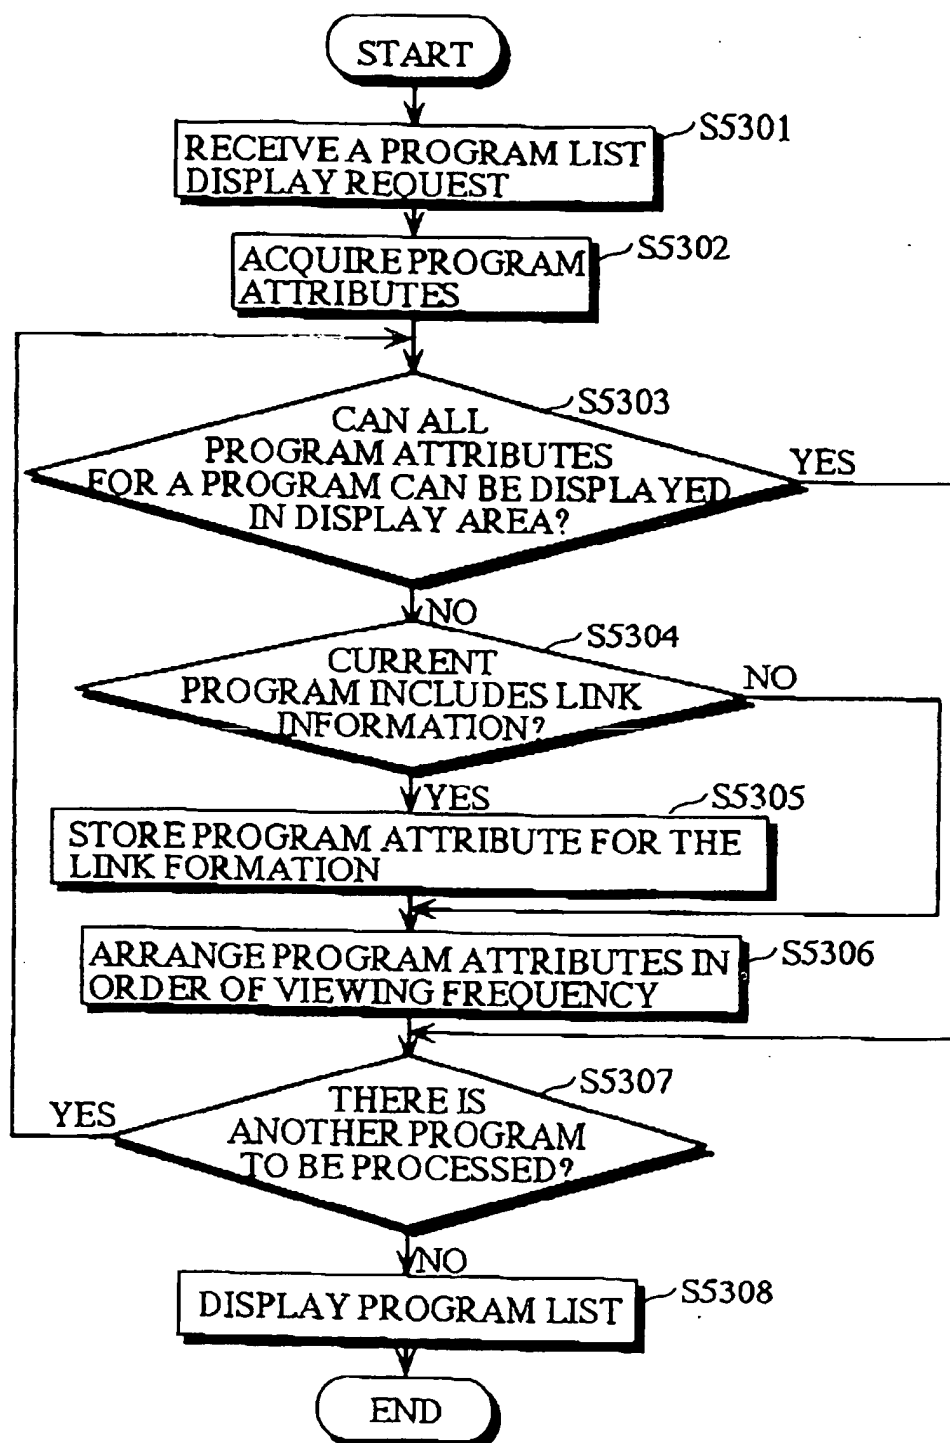 START
S5301
RECEIVE A PROGRAM LIST
DISPLAY REQUEST
S5302
ACQUIRE PROGRAM
ATTRIBUTES
S5303
CAN ALL
PROGRAM ATTRIBUTES
FOR A PROGRAM CAN BE DISPLAYED
IN DISPLAY AREA?
YES
NO
S5304
CURRENT
PROGRAM INCLUDES LINK
INFORMATION?
NO
YES
S5305
STORE PROGRAM ATTRIBUTE FOR THE
LINK FORMATION
S5306
ARRANGE PROGRAM ATTRIBUTES IN
ORDER OF VIEWING FREQUENCY
S5307
THERE IS
ANOTHER PROGRAM
TO BE PROCESSED?
YES
NO
S5308
DISPLAY PROGRAM LIST
END